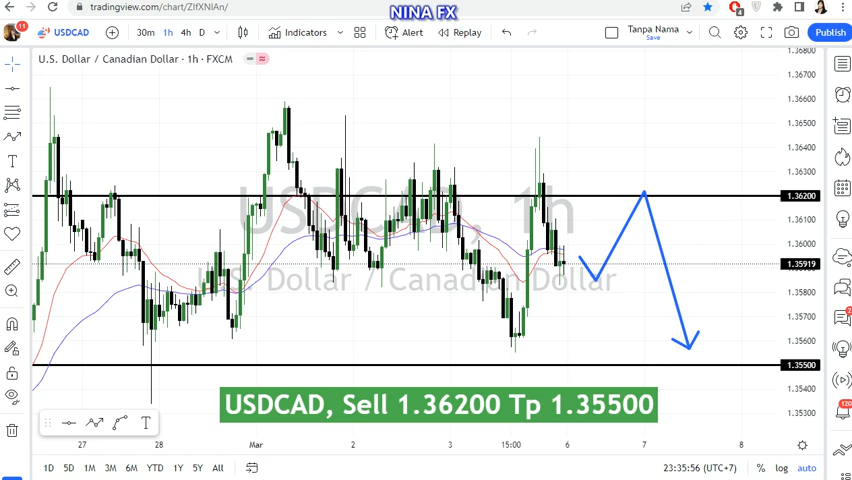 NINA FX
tradingview.com/chart/ZIfXNIAn/
11
4
USDCAD
30m 1h 4h D
Indicators
Alert
Replay
Tanpa Nama
Save
Publish
U.S. Dollar / Canadian Dollar · 1h · FXCM
USDCAD, 1h
U.S. Dollar / Canadian Dollar
1.36800
1.36700
1.36600
1.36500
1.36400
1.36300
1.36200
1.36100
1.36000
1.35919
1.35800
1.35700
1.35600
1.35500
1.35400
1.35300
USDCAD, Sell 1.36200 Tp 1.35500
27 28 Mar 2 3 15:00 6 7 8
1D 5D 1M 3M 6M YTD 1Y 5Y All
23:35:56 (UTC+7)
% log auto